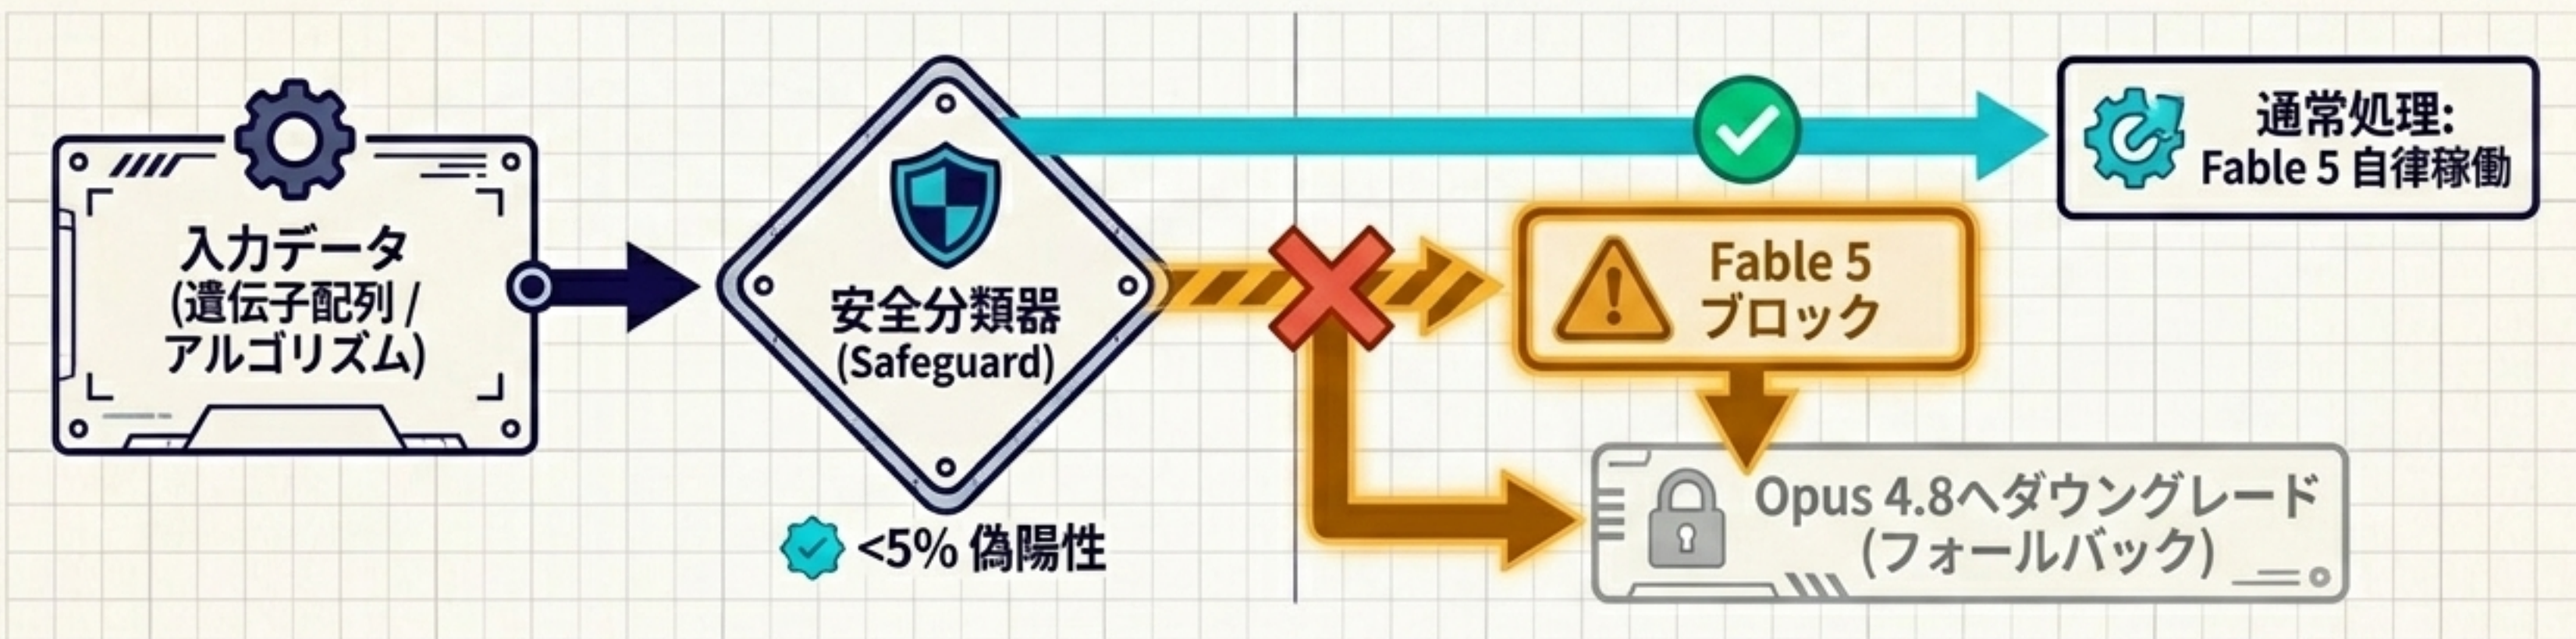 入力データ
(遺伝子配列 /
アルゴリズム)
安全分類器
(Safeguard)
<5% 偽陽性
通常処理:
Fable 5 自律稼働
Fable 5
ブロック
Opus 4.8へダウングレード
(フォールバック)